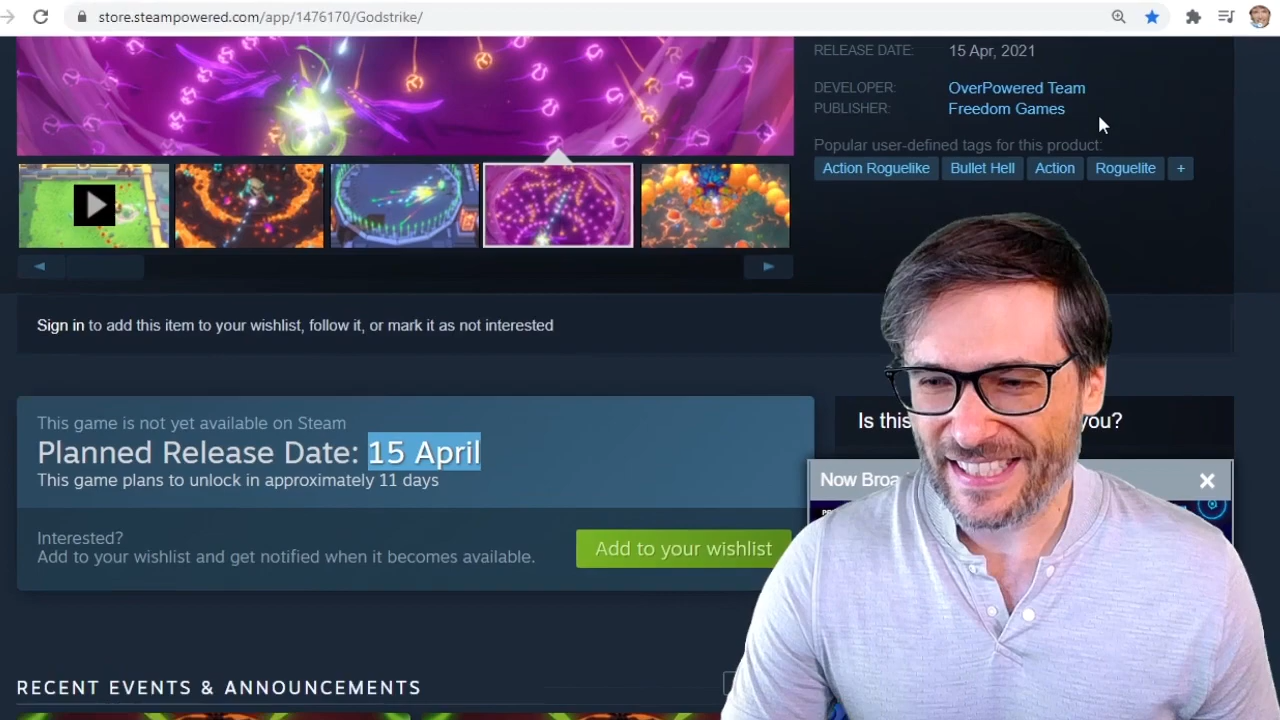 store.steampowered.com/app/1476170/Godstrike/
RELEASE DATE: 15 Apr, 2021
DEVELOPER: OverPowered Team
PUBLISHER: Freedom Games
Popular user-defined tags for this product:
Action Roguelike Bullet Hell Action Roguelite +
Sign in to add this item to your wishlist, follow it, or mark it as not interested
This game is not yet available on Steam
Planned Release Date: 15 April
This game plans to unlock in approximately 11 days
Is this you?
Now Broa
Interested?
Add to your wishlist and get notified when it becomes available.
Add to your wishlist
RECENT EVENTS & ANNOUNCEMENTS